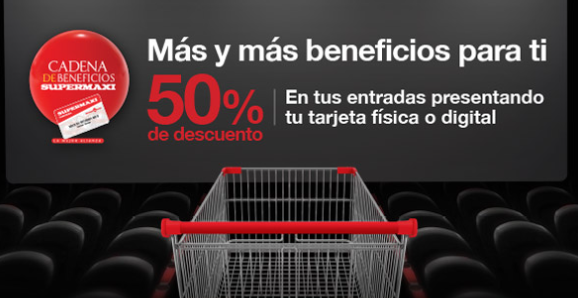 Más y más beneficios para ti
CADENA
DE BENEFICIOS
SUPERMAXI
SUPERMAXI
50%
de descuento
En tus entradas presentando
tu tarjeta física o digital